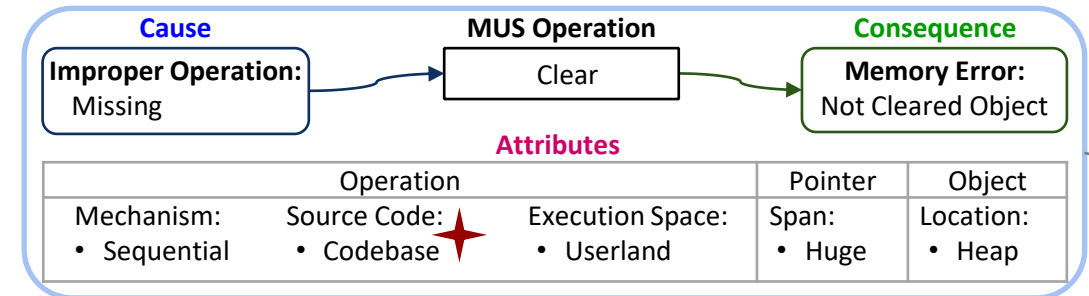 Cause MUS Operation Consequence
Improper Operation:
Missing
Clear
Memory Error:
Not Cleared Object
Attributes
Operation Pointer Object
Mechanism: Source Code: Execution Space: Span: Location:
• Sequential • Codebase • Userland • Huge • Heap